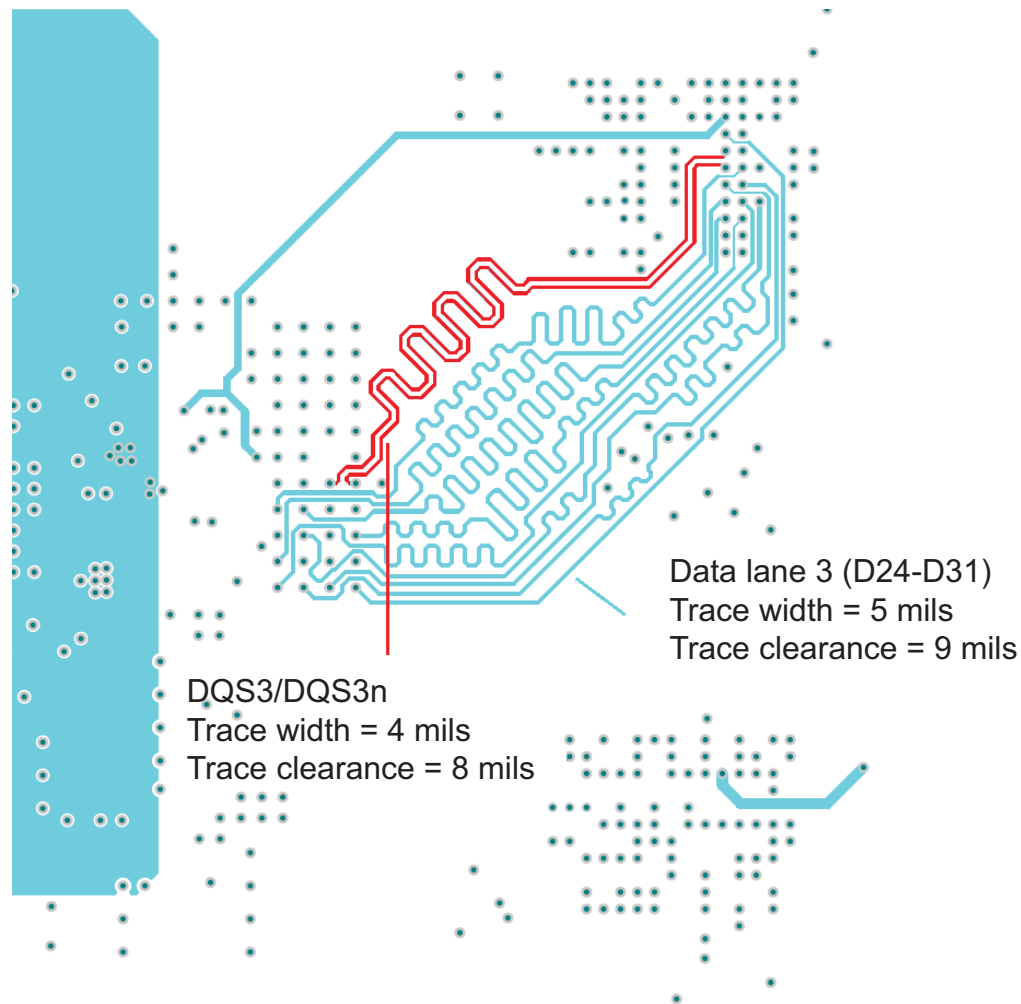 Data lane 3 (D24-D31)
Trace width = 5 mils
Trace clearance = 9 mils
DQS3/DQS3n
Trace width = 4 mils
Trace clearance = 8 mils